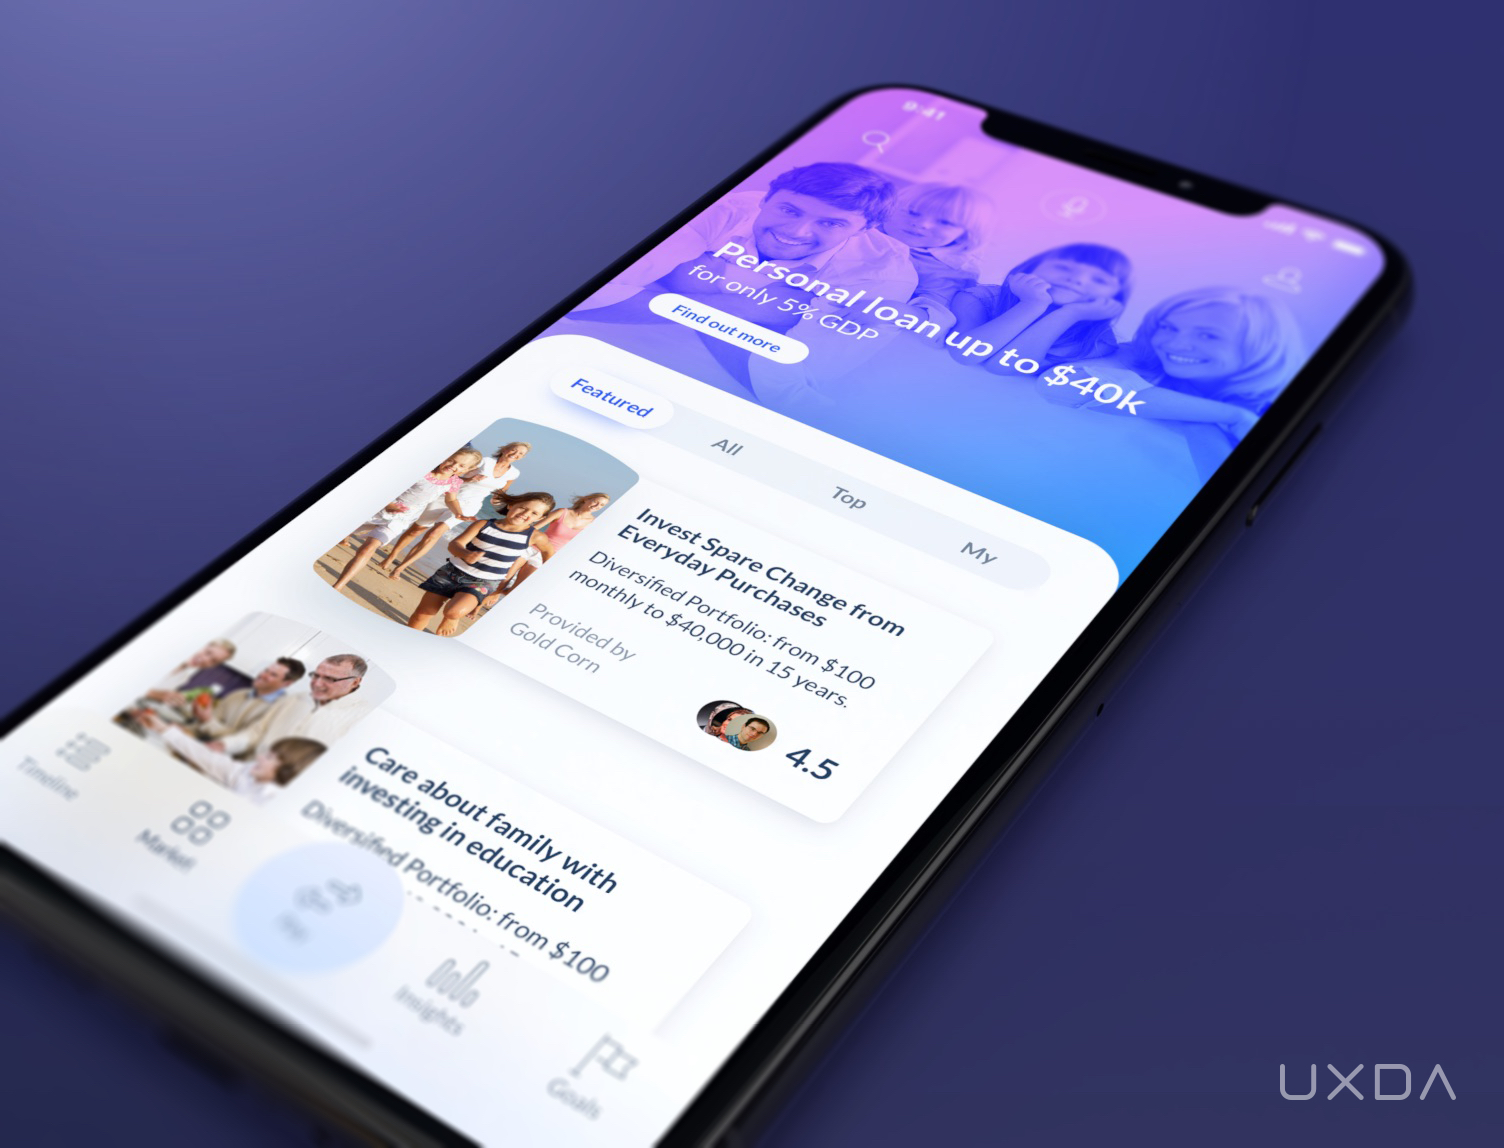 9:41
Personal loan up to $40k
for only 5% GDP
Find out more
Featured
All
Top
My
Invest Spare Change from
Everyday Purchases
Diversified Portfolio: from $100
monthly to $40,000 in 15 years.
Provided by
Gold Corn
4.5
Care about family with
investing in education
Diversified Portfolio: from $100
Timeline
Market
Pay
Insights
Goals
UXDA